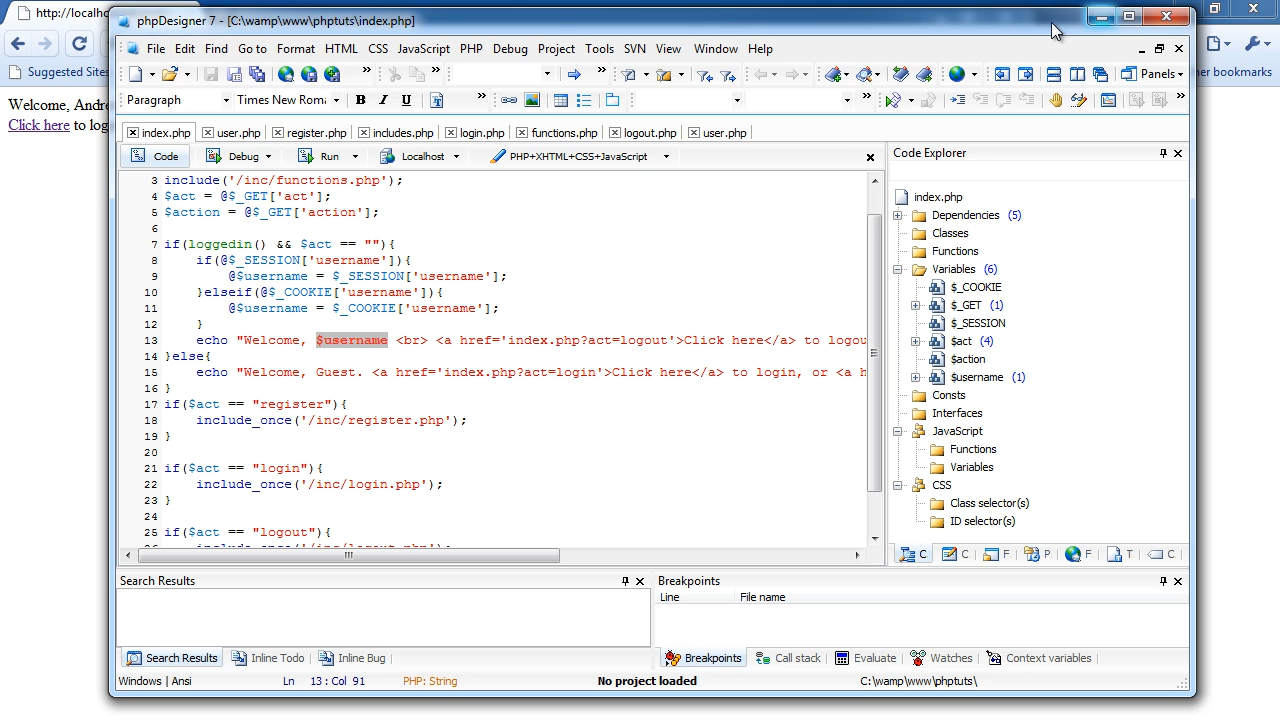 http://localho
phpDesigner 7 - [C:\wamp\www\phptuts\index.php]
File Edit Find Go to Format HTML CSS JavaScript PHP Debug Project Tools SVN View Window Help
Suggested Sites
Panels
her bookmarks
Paragraph Times New Roma B I U
Welcome, Andre
Click here to log
index.php user.php register.php includes.php login.php functions.php logout.php user.php
Code Debug Run Localhost PHP+XHTML+CSS+JavaScript
3 include('/inc/functions.php');
4 $act = @$_GET['act'];
5 $action = @$_GET['action'];
6
7 if(loggedin() && $act == ""){
8 if(@$_SESSION['username']){
9 @$username = $_SESSION['username'];
10 }elseif(@$_COOKIE['username']){
11 @$username = $_COOKIE['username'];
12 }
13 echo "Welcome, $username <br> <a href='index.php?act=logout'>Click here</a> to logou
14 }else{
15 echo "Welcome, Guest. <a href='index.php?act=login'>Click here</a> to login, or <a h
16 }
17 if($act == "register"){
18 include_once('/inc/register.php');
19 }
20
21 if($act == "login"){
22 include_once('/inc/login.php');
23 }
24
25 if($act == "logout"){
26 include_once('/inc/logout.php');
Code Explorer
index.php
Dependencies (5)
Classes
Functions
Variables (6)
$_COOKIE
$_GET (1)
$_SESSION
$act (4)
$action
$username (1)
Consts
Interfaces
JavaScript
Functions
Variables
CSS
Class selector(s)
ID selector(s)
C C F P F T C
Search Results
Breakpoints
Line File name
Search Results Inline Todo Inline Bug
Breakpoints Call stack Evaluate Watches Context variables
Windows | Ansi Ln 13 : Col 91 PHP: String No project loaded C:\wamp\www\phptuts\